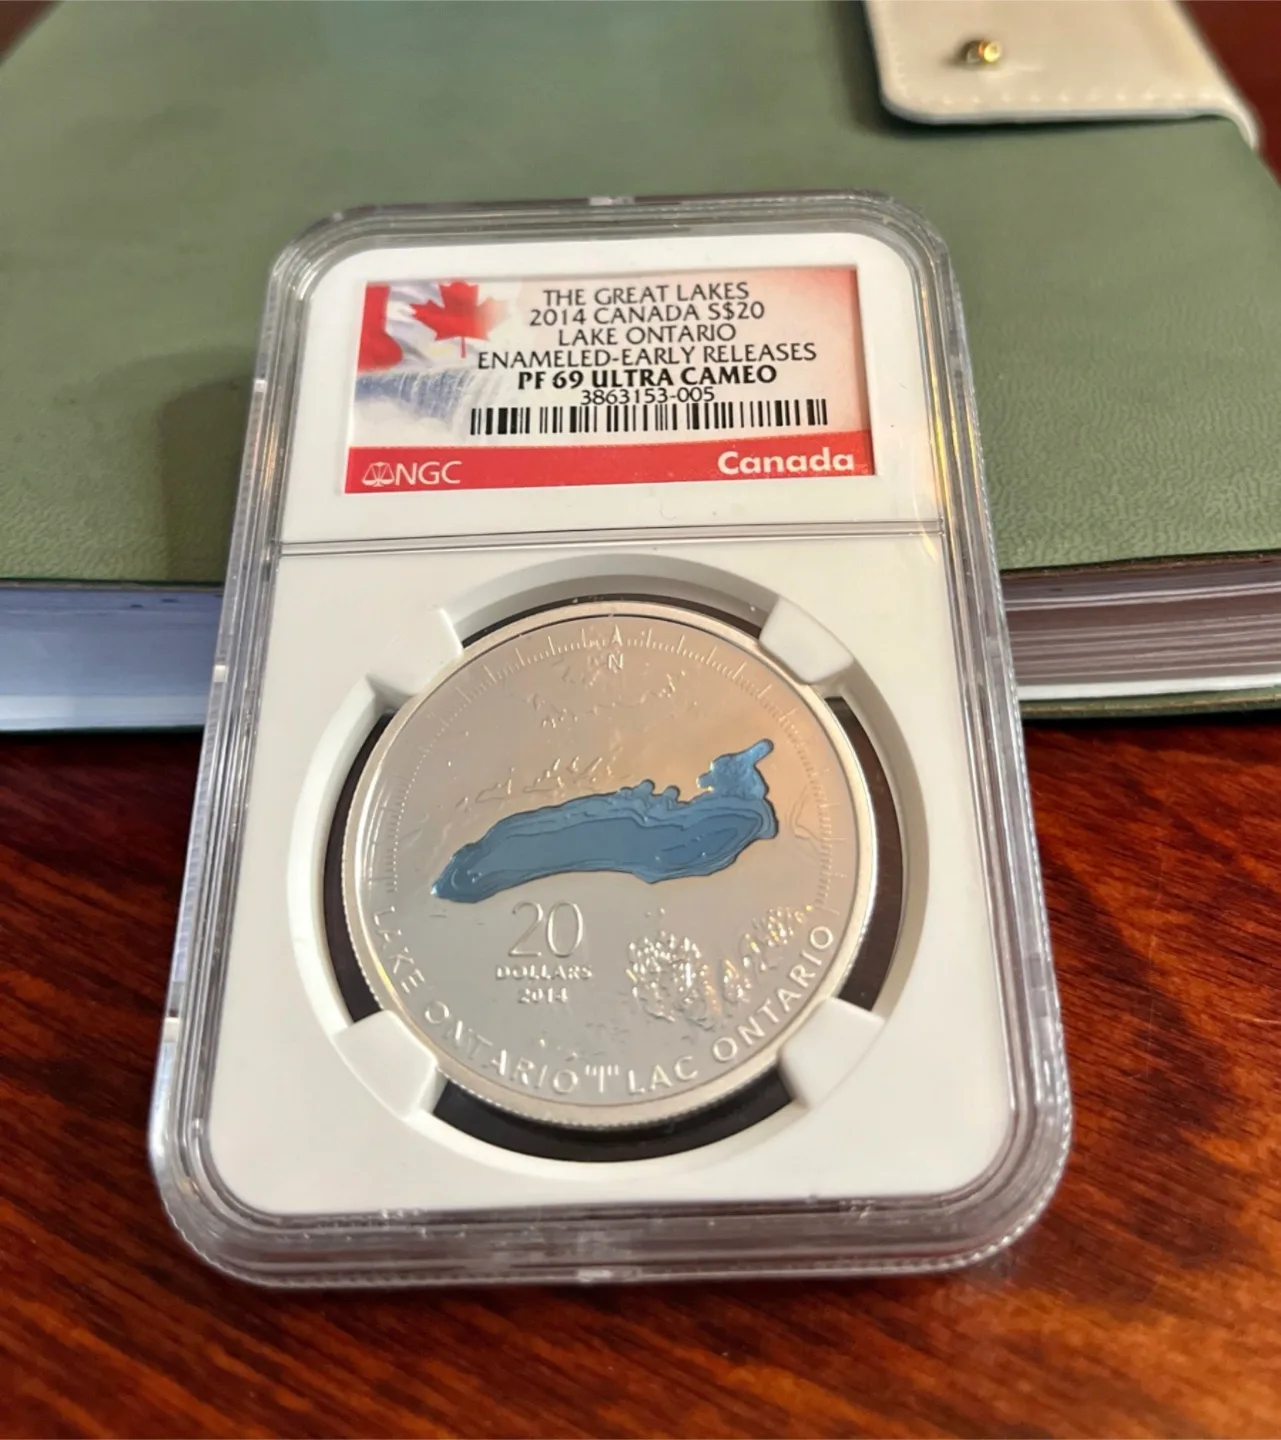 THE GREAT LAKES
2014 CANADA S$20
LAKE ONTARIO
ENAMELED-EARLY RELEASES
PF 69 ULTRA CAMEO
3863153-005
NGC
Canada
N
20
DOLLARS
2014
LAKE ONTARIO LAC ONTARIO